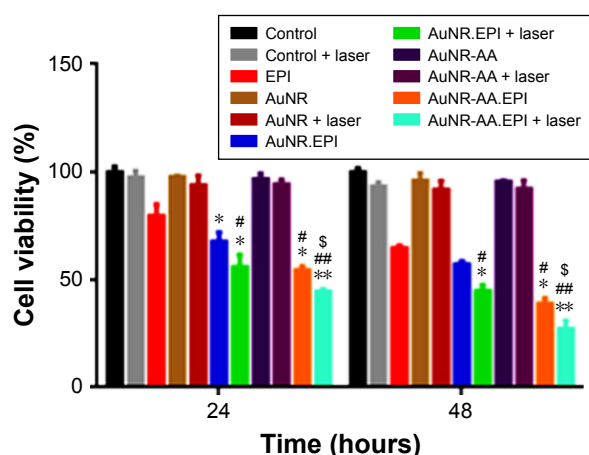 Control
Control + laser
EPI
AuNR
AuNR + laser
AuNR.EPI
AuNR.EPI + laser
AuNR-AA
AuNR-AA + laser
AuNR-AA.EPI
AuNR-AA.EPI + laser
Cell viability (%)
150
100
50
0
*
#
*
#
*
$
##
**
#
*
#
*
$
##
**
24
48
Time (hours)